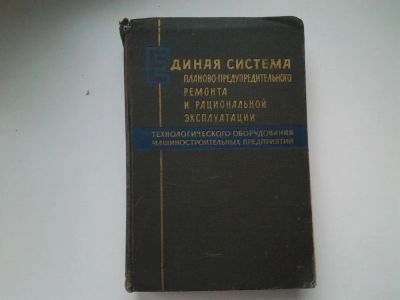 ЕДИНАЯ СИСТЕМА
ПЛАНОВО-ПРЕДУПРЕДИТЕЛЬНОГО
РЕМОНТА
И РАЦИОНАЛЬНОЙ
ЭКСПЛУАТАЦИИ
ТЕХНОЛОГИЧЕСКОГО ОБОРУДОВАНИЯ
МАШИНОСТРОИТЕЛЬНЫХ ПРЕДПРИЯТИЙ